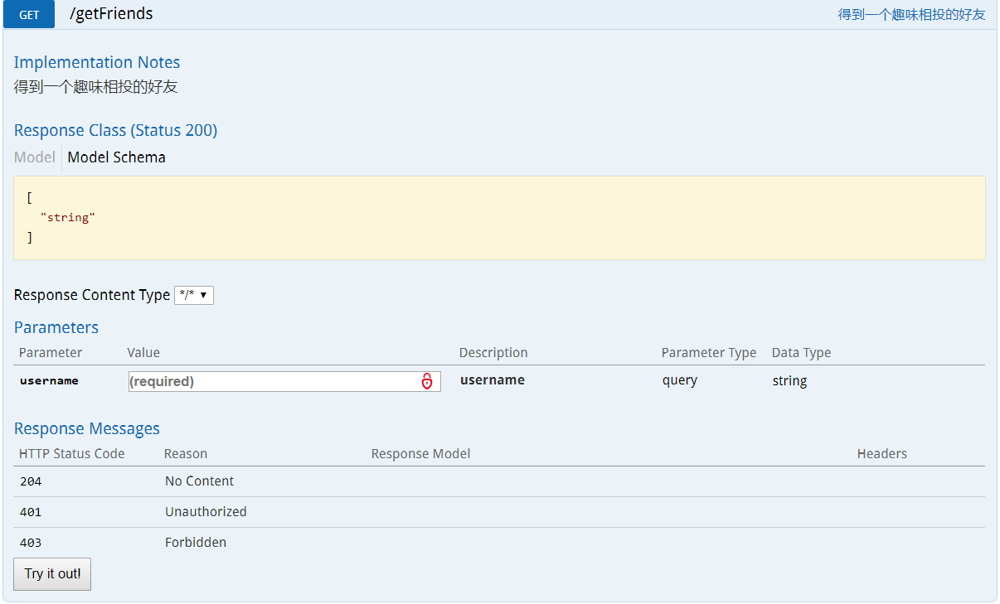 GET /getFriends 得到一个趣味相投的好友
Implementation Notes
得到一个趣味相投的好友
Response Class (Status 200)
Model Model Schema
[
"string"
]
Response Content Type */*
Parameters
Parameter Value Description Parameter Type Data Type
username (required) username query string
Response Messages
HTTP Status Code Reason Response Model Headers
204 No Content
401 Unauthorized
403 Forbidden
Try it out!